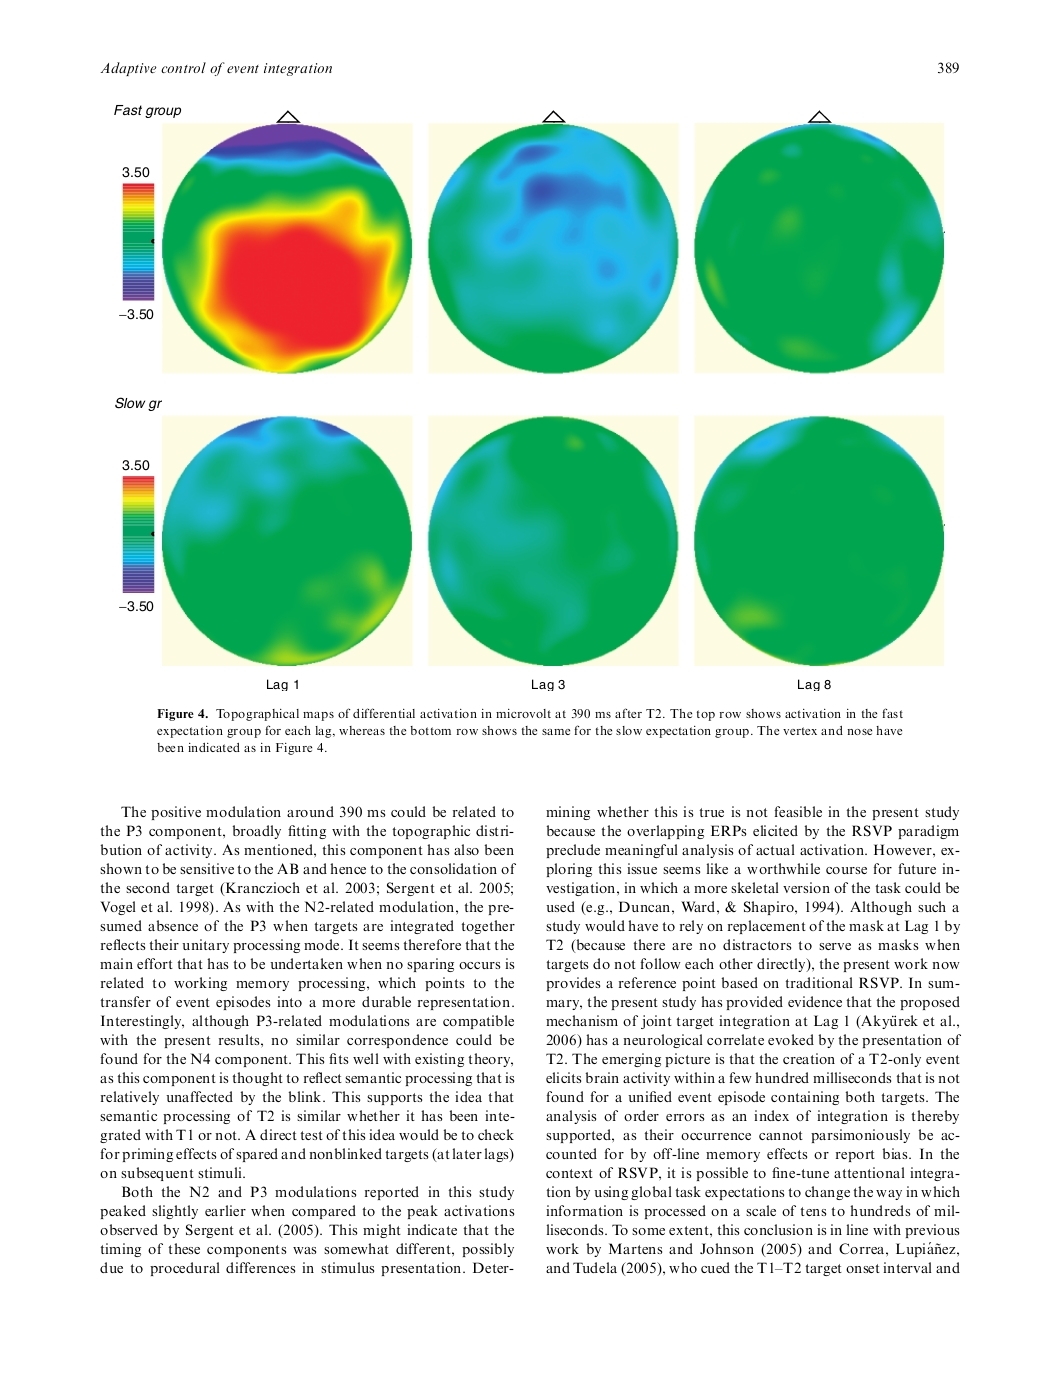 Adaptive control of event integration 389
Fast group
3.50
–3.50
Slow gr
3.50
–3.50
Lag 1 Lag 3 Lag 8
Figure 4. Topographical maps of differential activation in microvolt at 390 ms after T2. The top row shows activation in the fast
expectation group for each lag, whereas the bottom row shows the same for the slow expectation group. The vertex and nose have
been indicated as in Figure 4.
The positive modulation around 390 ms could be related to
the P3 component, broadly fitting with the topographic distri-
bution of activity. As mentioned, this component has also been
shown to be sensitive to the AB and hence to the consolidation of
the second target (Kranczioch et al. 2003; Sergent et al. 2005;
Vogel et al. 1998). As with the N2-related modulation, the pre-
sumed absence of the P3 when targets are integrated together
reflects their unitary processing mode. It seems therefore that the
main effort that has to be undertaken when no sparing occurs is
related to working memory processing, which points to the
transfer of event episodes into a more durable representation.
Interestingly, although P3-related modulations are compatible
with the present results, no similar correspondence could be
found for the N4 component. This fits well with existing theory,
as this component is thought to reflect semantic processing that is
relatively unaffected by the blink. This supports the idea that
semantic processing of T2 is similar whether it has been inte-
grated with T1 or not. A direct test of this idea would be to check
for priming effects of spared and nonblinked targets (at later lags)
on subsequent stimuli.
Both the N2 and P3 modulations reported in this study
peaked slightly earlier when compared to the peak activations
observed by Sergent et al. (2005). This might indicate that the
timing of these components was somewhat different, possibly
due to procedural differences in stimulus presentation. Deter-
mining whether this is true is not feasible in the present study
because the overlapping ERPs elicited by the RSVP paradigm
preclude meaningful analysis of actual activation. However, ex-
ploring this issue seems like a worthwhile course for future in-
vestigation, in which a more skeletal version of the task could be
used (e.g., Duncan, Ward, & Shapiro, 1994). Although such a
study would have to rely on replacement of the mask at Lag 1 by
T2 (because there are no distractors to serve as masks when
targets do not follow each other directly), the present work now
provides a reference point based on traditional RSVP. In sum-
mary, the present study has provided evidence that the proposed
mechanism of joint target integration at Lag 1 (Akyürek et al.,
2006) has a neurological correlate evoked by the presentation of
T2. The emerging picture is that the creation of a T2-only event
elicits brain activity within a few hundred milliseconds that is not
found for a unified event episode containing both targets. The
analysis of order errors as an index of integration is thereby
supported, as their occurrence cannot parsimoniously be ac-
counted for by off-line memory effects or report bias. In the
context of RSVP, it is possible to fine-tune attentional integra-
tion by using global task expectations to change the way in which
information is processed on a scale of tens to hundreds of mil-
liseconds. To some extent, this conclusion is in line with previous
work by Martens and Johnson (2005) and Correa, Lupiáñez,
and Tudela (2005), who cued the T1–T2 target onset interval and